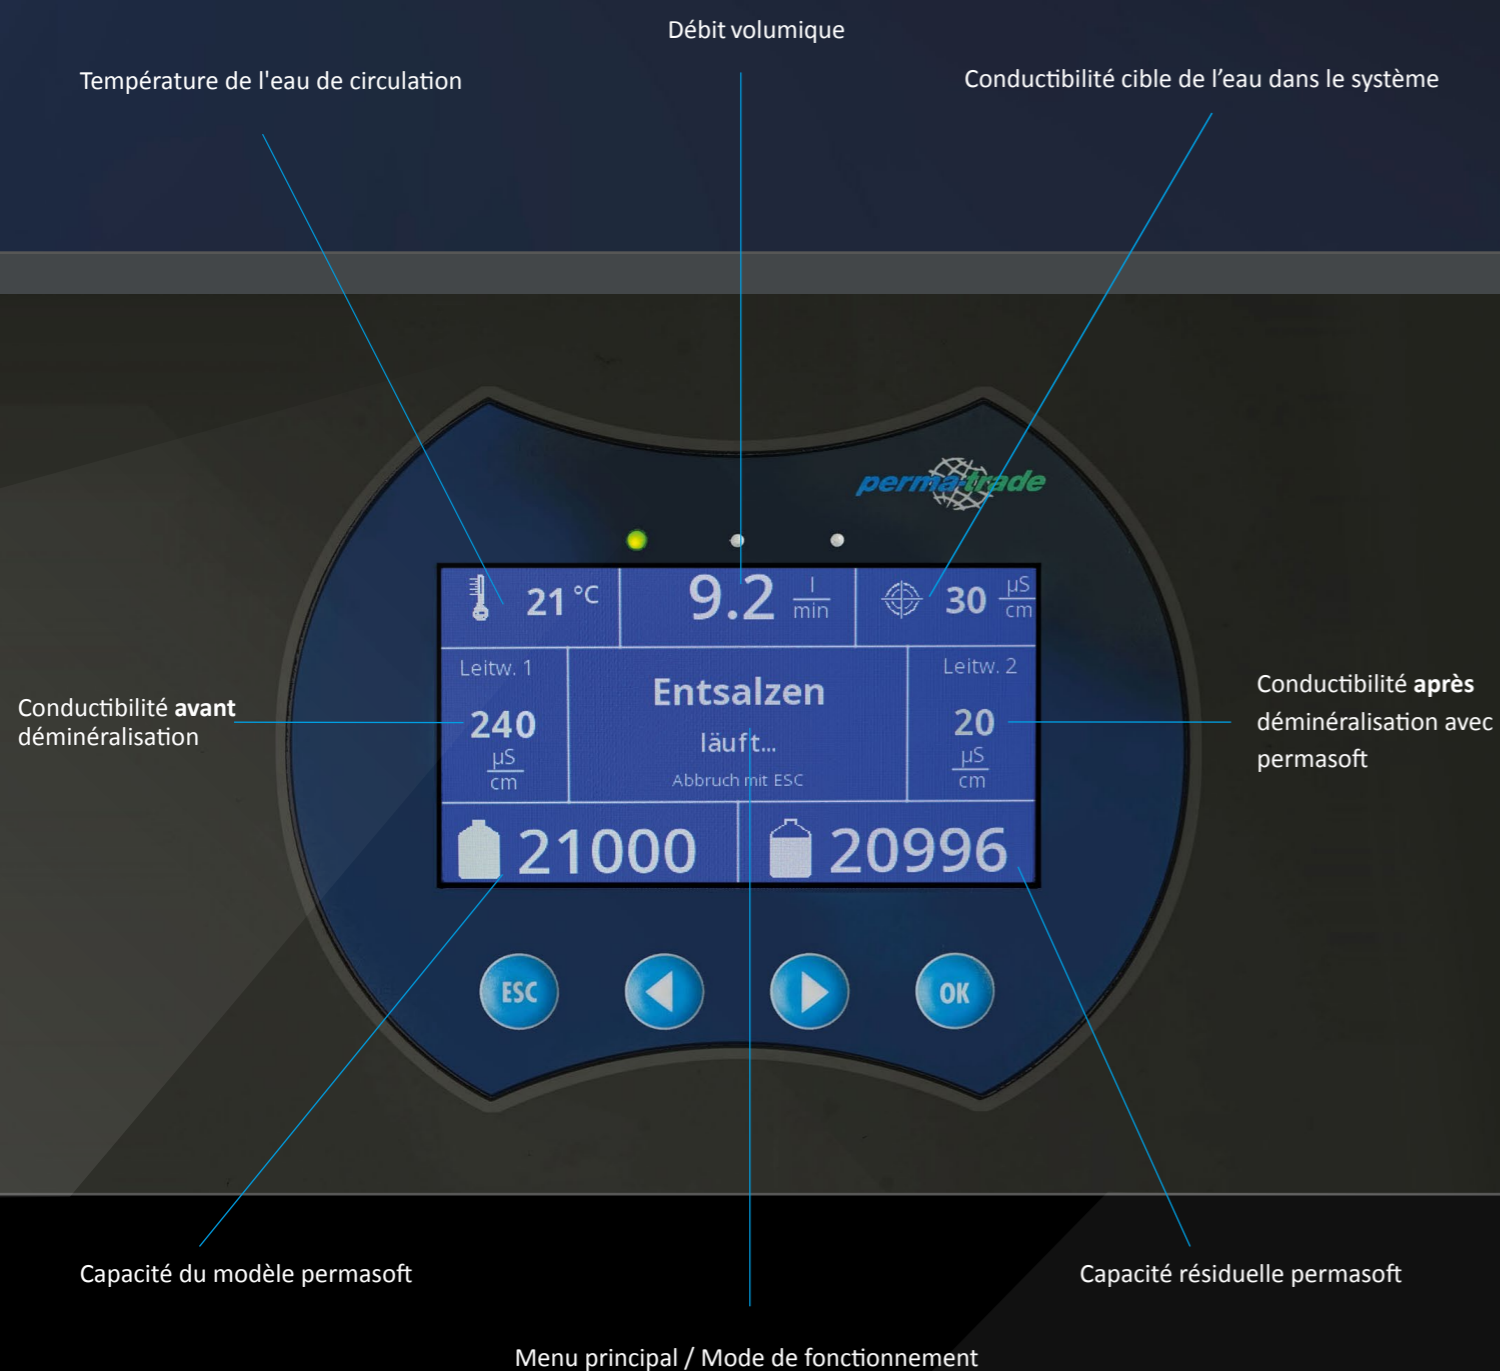 Débit volumique
Température de l'eau de circulation
Conductibilité cible de l’eau dans le système
perma-trade
21 °C
9.2 l/min
30 µS/cm
Leitw. 1
240
µS
cm
Entsalzen
läuft...
Abbruch mit ESC
Leitw. 2
20
µS
cm
Conductibilité avant
déminéralisation
Conductibilité après
déminéralisation avec
permasoft
21000
20996
ESC
OK
Capacité du modèle permasoft
Capacité résiduelle permasoft
Menu principal / Mode de fonctionnement